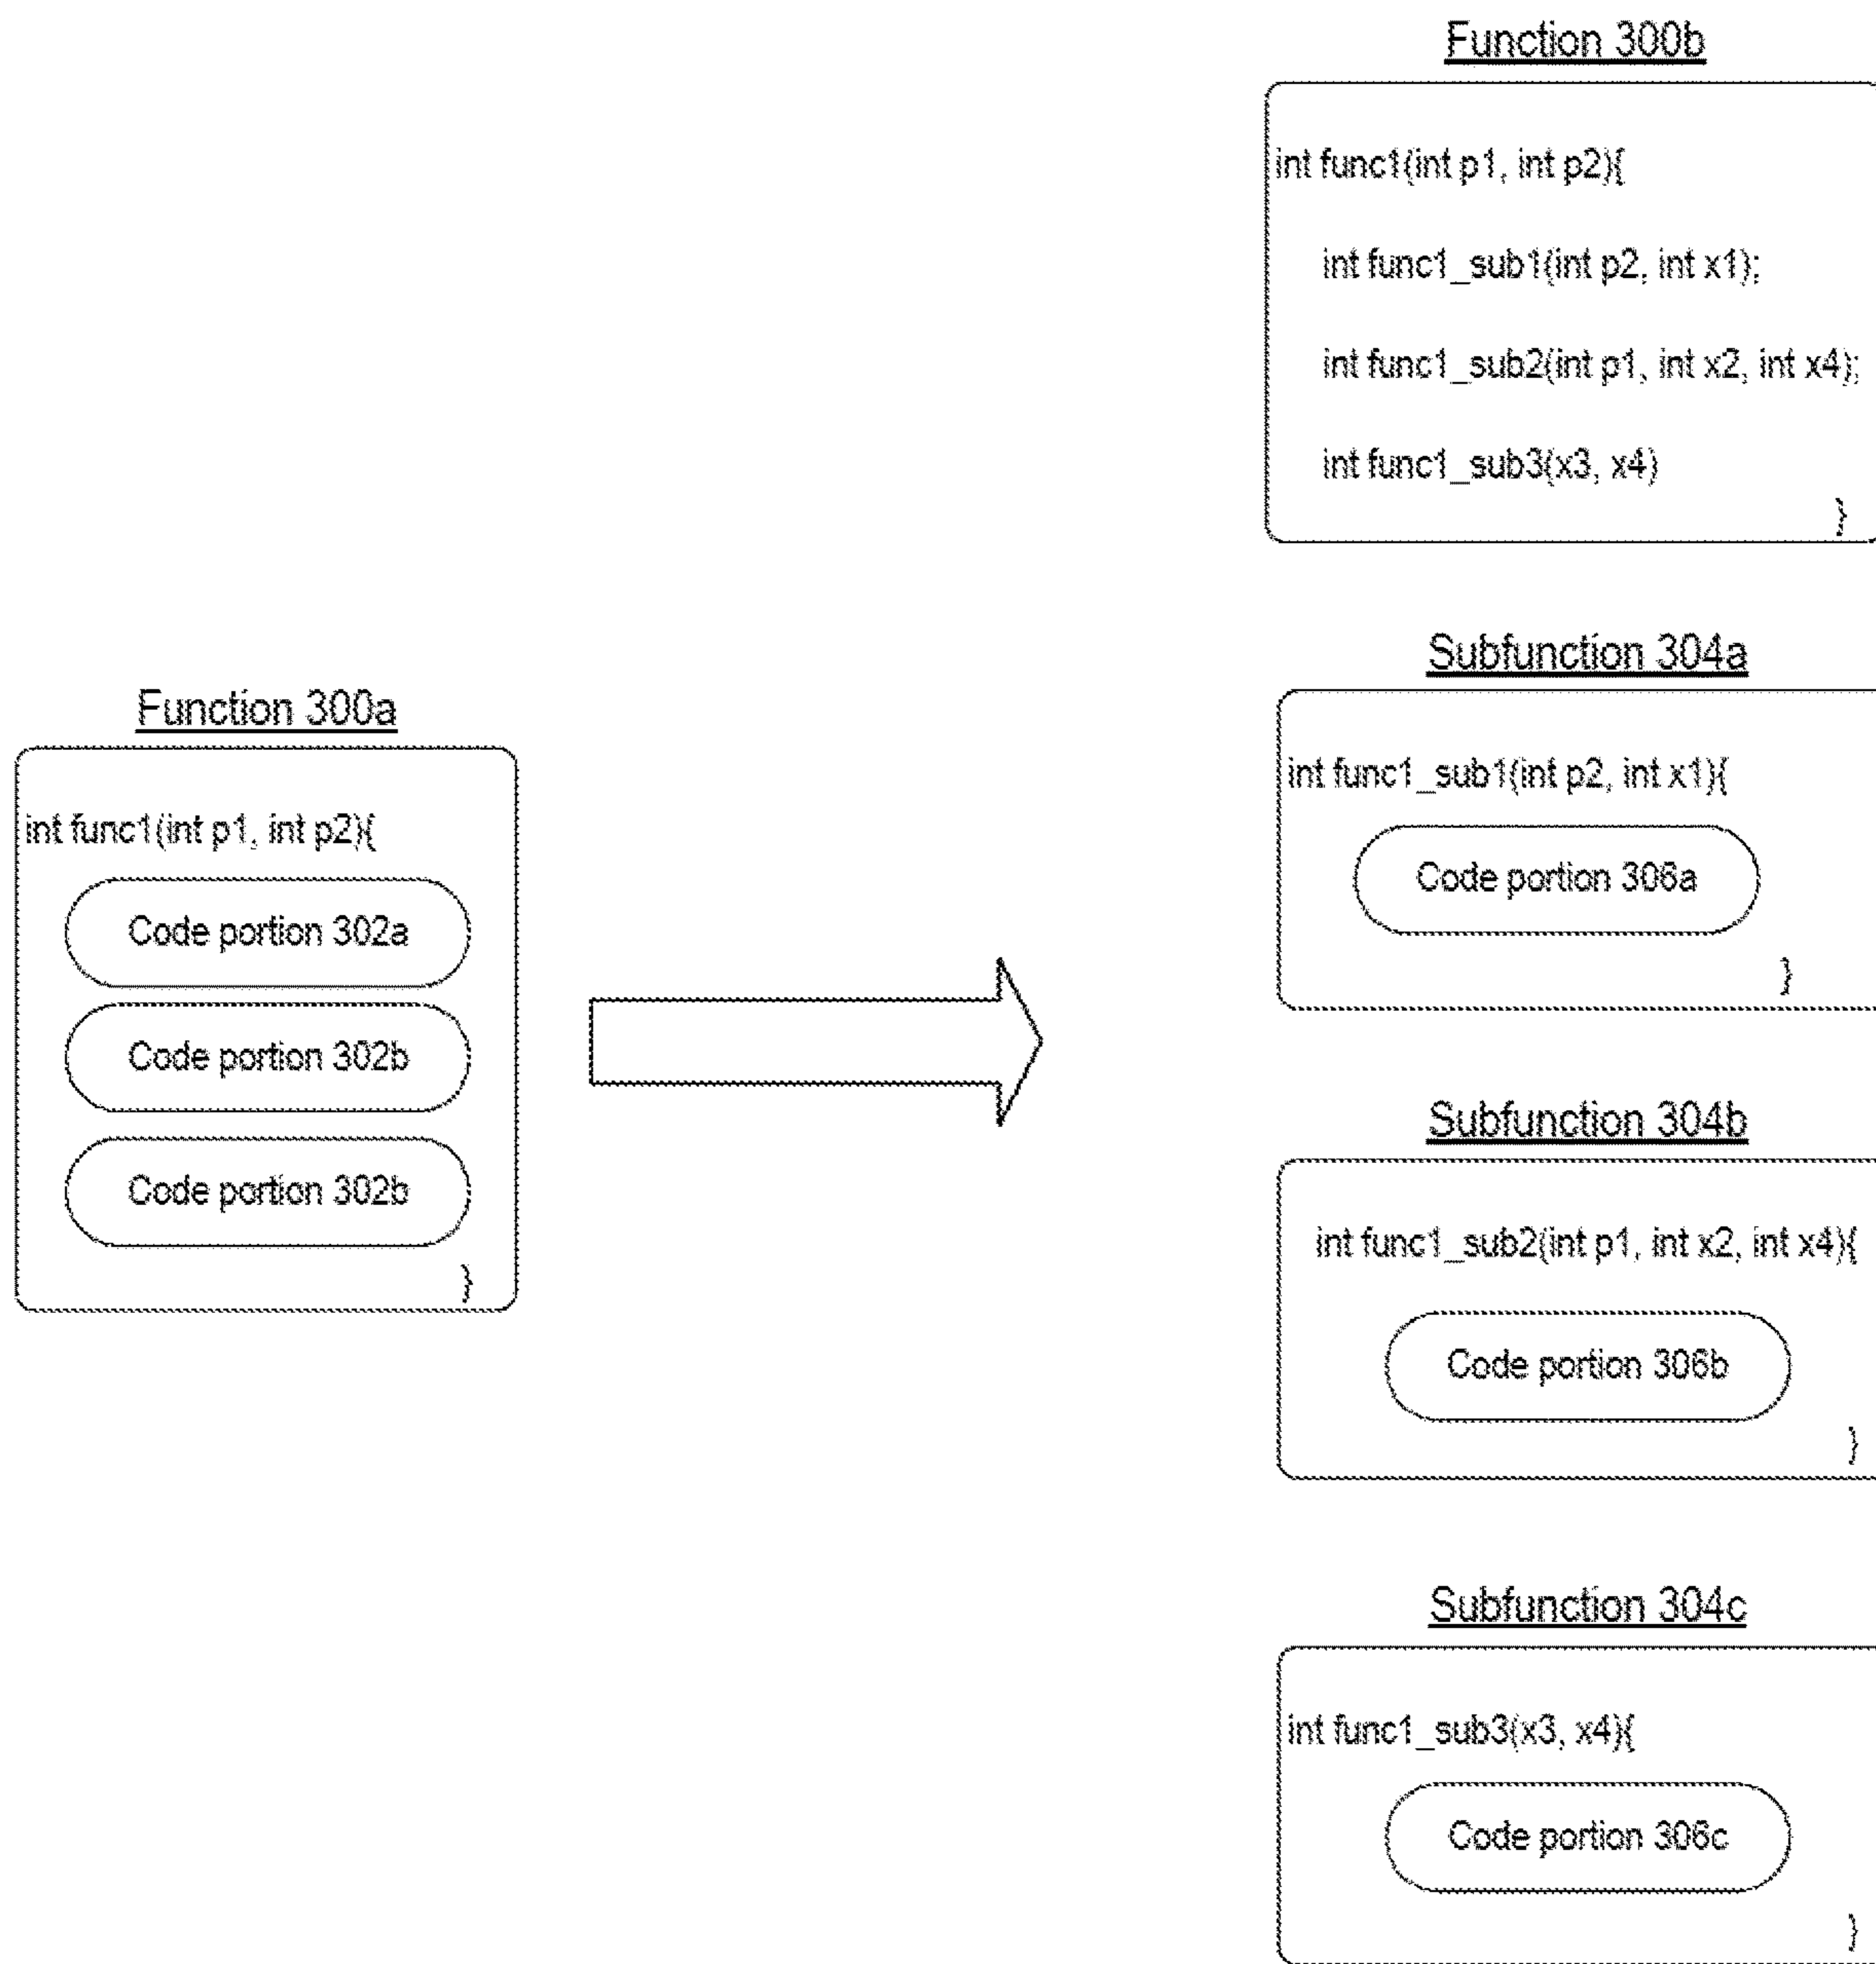 Function 300a
int func1(int p1, int p2){
Code portion 302a
Code portion 302b
Code portion 302b
}
Function 300b
int func1(int p1, int p2){
int func1_sub1(int p2, int x1);
int func1_sub2(int p1, int x2, int x4);
int func1_sub3(x3, x4)
}
Subfunction 304a
int func1_sub1(int p2, int x1){
Code portion 306a
}
Subfunction 304b
int func1_sub2(int p1, int x2, int x4){
Code portion 306b
}
Subfunction 304c
int func1_sub3(x3, x4){
Code portion 306c
}